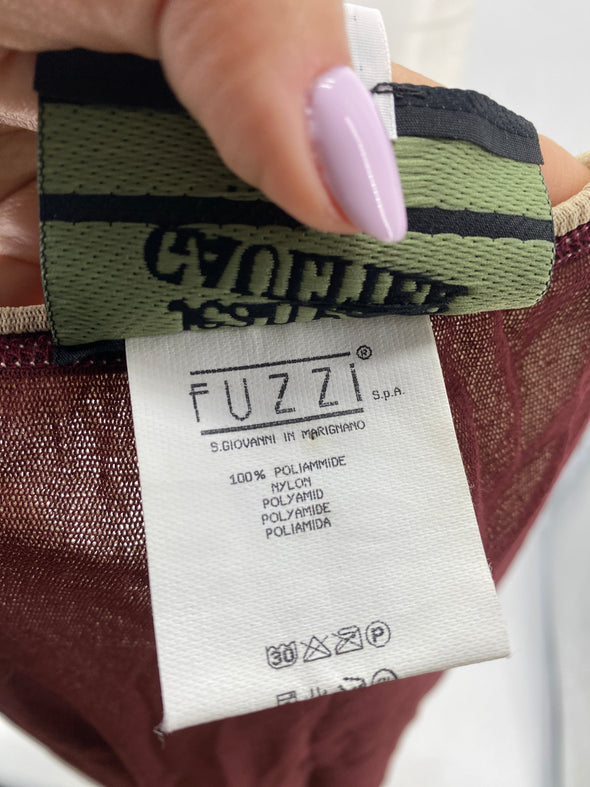 FUZZI® S.p.A.
S.GIOVANNI IN MARIGNANO
100% POLIAMMIDE
NYLON
POLYAMID
POLYAMIDE
POLIAMIDA
30 P